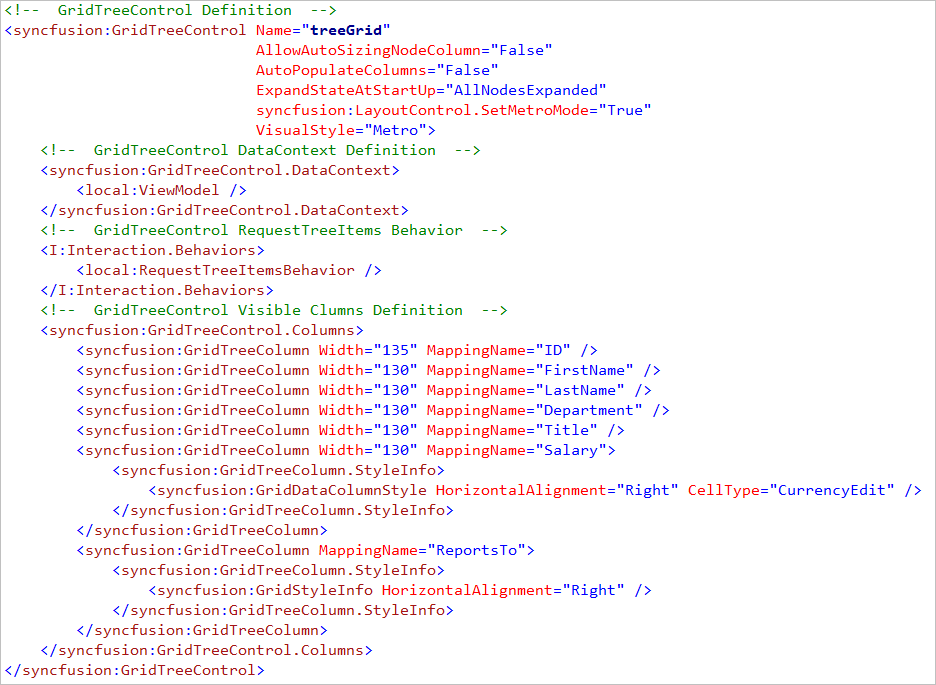 <!--  GridTreeControl Definition  -->
<syncfusion:GridTreeControl Name="treeGrid"
                            AllowAutoSizingNodeColumn="False"
                            AutoPopulateColumns="False"
                            ExpandStateAtStartUp="AllNodesExpanded"
                            syncfusion:LayoutControl.SetMetroMode="True"
                            VisualStyle="Metro">
    <!--  GridTreeControl DataContext Definition  -->
    <syncfusion:GridTreeControl.DataContext>
        <local:ViewModel />
    </syncfusion:GridTreeControl.DataContext>
    <!--  GridTreeControl RequestTreeItems Behavior  -->
    <I:Interaction.Behaviors>
        <local:RequestTreeItemsBehavior />
    </I:Interaction.Behaviors>
    <!--  GridTreeControl Visible Clumns Definition  -->
    <syncfusion:GridTreeControl.Columns>
        <syncfusion:GridTreeColumn Width="135" MappingName="ID" />
        <syncfusion:GridTreeColumn Width="130" MappingName="FirstName" />
        <syncfusion:GridTreeColumn Width="130" MappingName="LastName" />
        <syncfusion:GridTreeColumn Width="130" MappingName="Department" />
        <syncfusion:GridTreeColumn Width="130" MappingName="Title" />
        <syncfusion:GridTreeColumn Width="130" MappingName="Salary">
            <syncfusion:GridTreeColumn.StyleInfo>
                <syncfusion:GridDataColumnStyle HorizontalAlignment="Right" CellType="CurrencyEdit" />
            </syncfusion:GridTreeColumn.StyleInfo>
        </syncfusion:GridTreeColumn>
        <syncfusion:GridTreeColumn MappingName="ReportsTo">
            <syncfusion:GridTreeColumn.StyleInfo>
                <syncfusion:GridStyleInfo HorizontalAlignment="Right" />
            </syncfusion:GridTreeColumn.StyleInfo>
        </syncfusion:GridTreeColumn>
    </syncfusion:GridTreeControl.Columns>
</syncfusion:GridTreeControl>